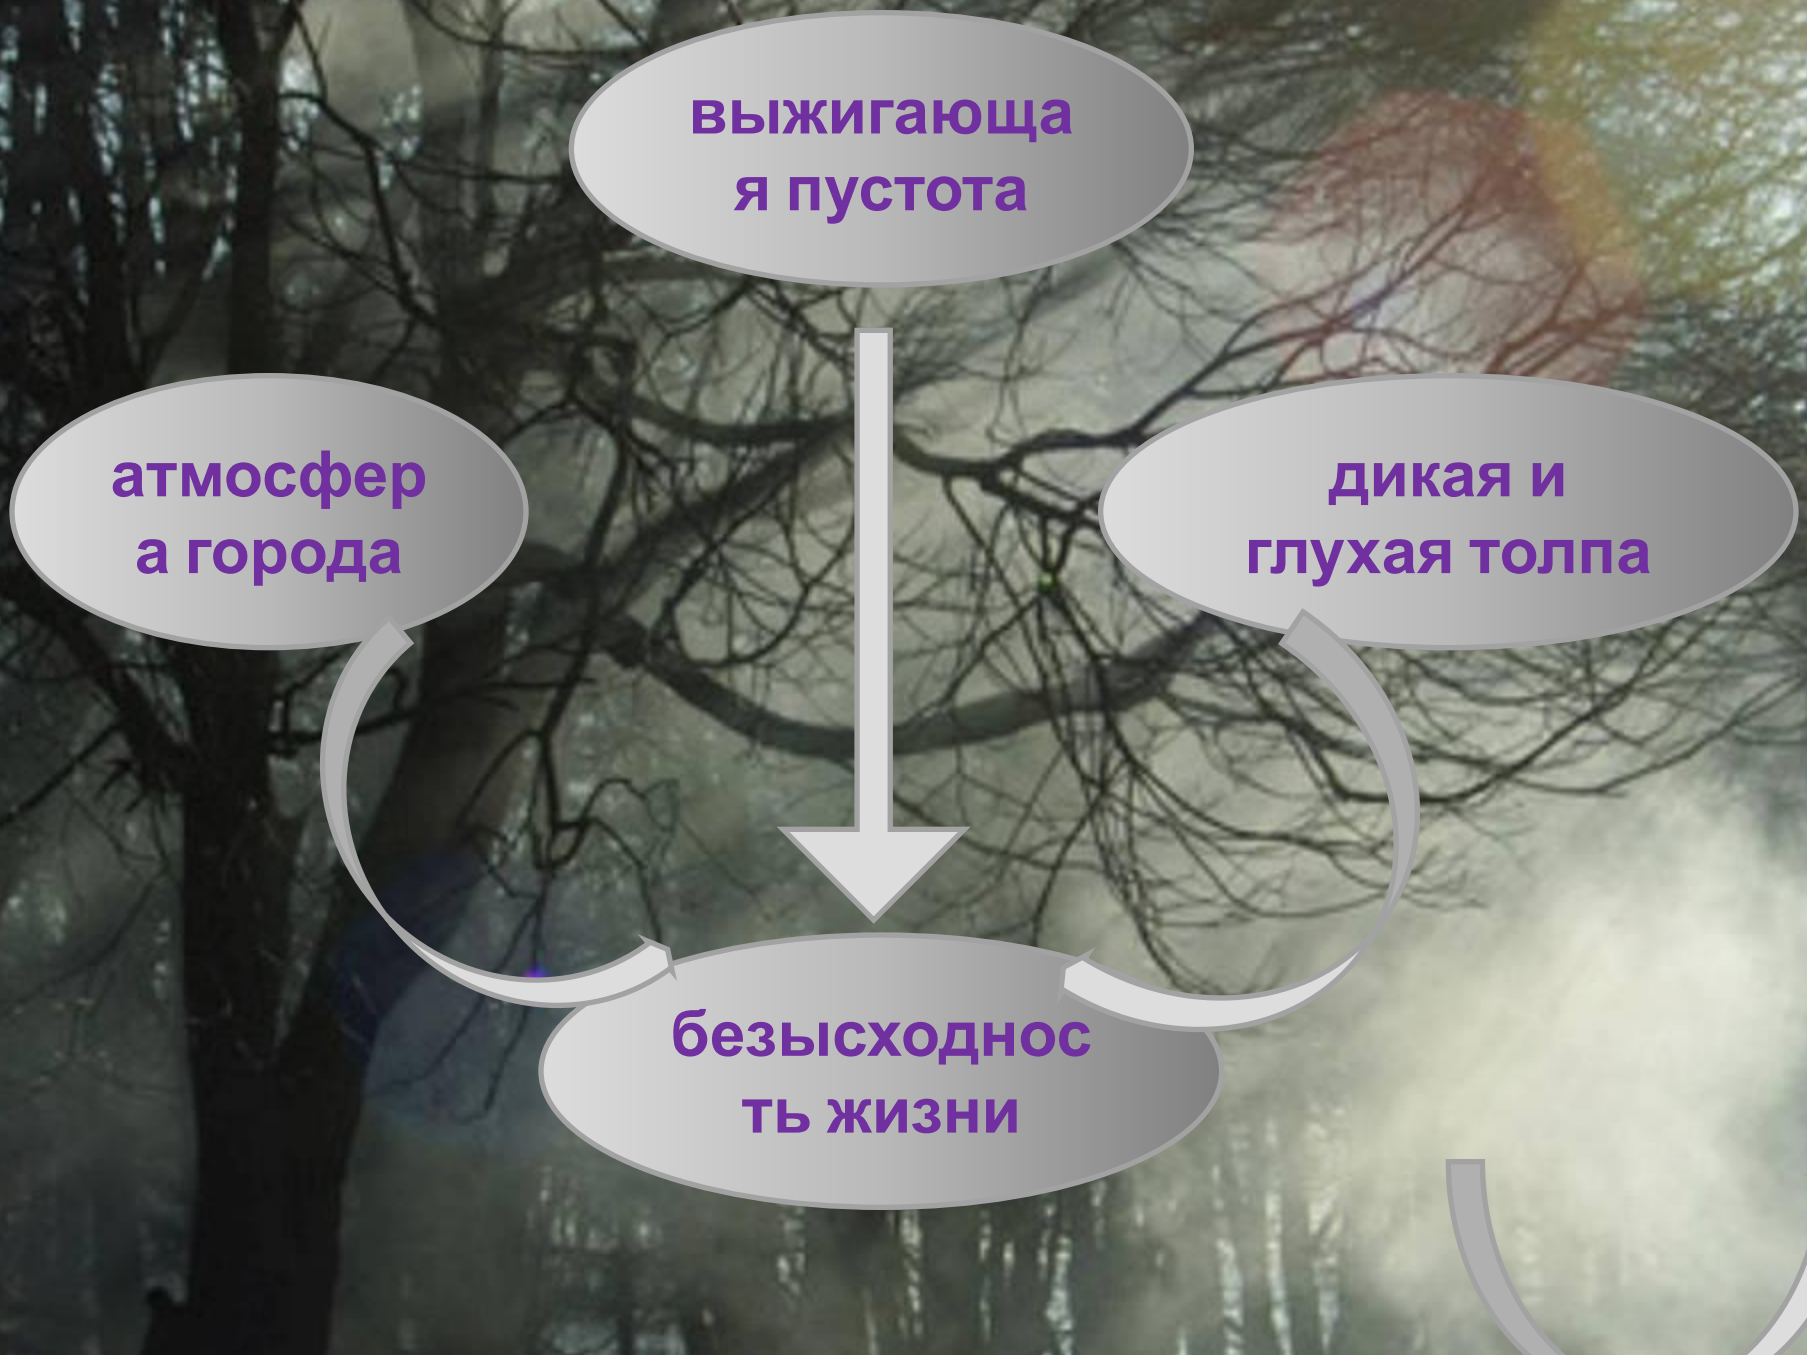 выжигающа
я пустота
атмосфер
а города
дикая и
глухая толпа
безысходнос
ть жизни